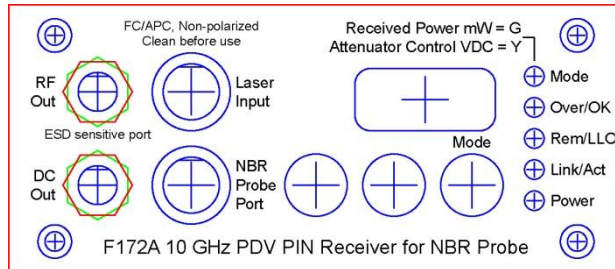 FC/APC, Non-polarized
Clean before use
Received Power mW = G
Attenuator Control VDC = Y
RF
Out
Laser
Input
Mode
Over/OK
ESD sensitive port
Rem/LLO
Mode
DC
Out
NBR
Probe
Port
Link/Act
Power
F172A 10 GHz PDV PIN Receiver for NBR Probe